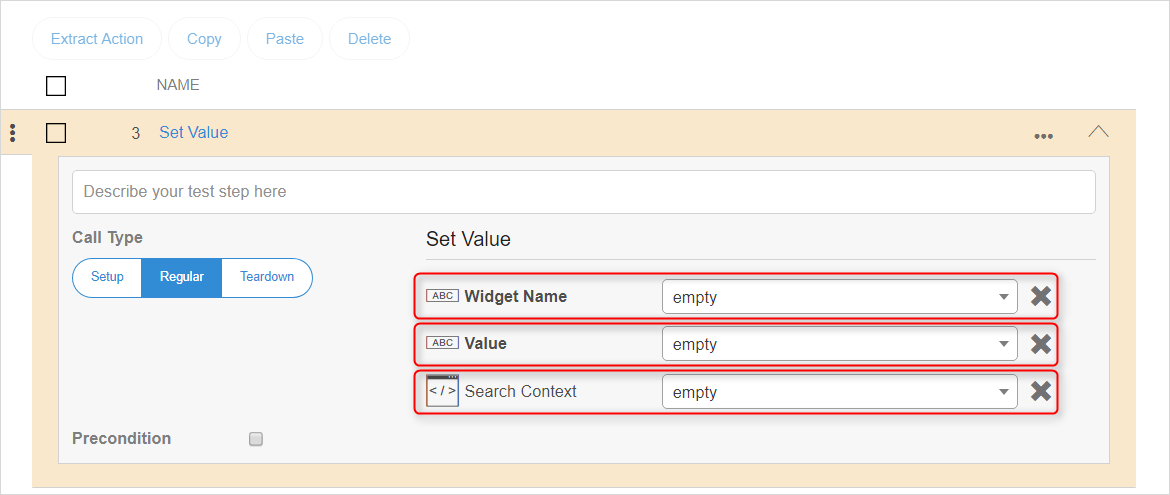 Extract Action Copy Paste Delete
NAME
3 Set Value
Describe your test step here
Call Type
Set Value
Setup Regular Teardown
ABC Widget Name empty
ABC Value empty
</> Search Context empty
Precondition